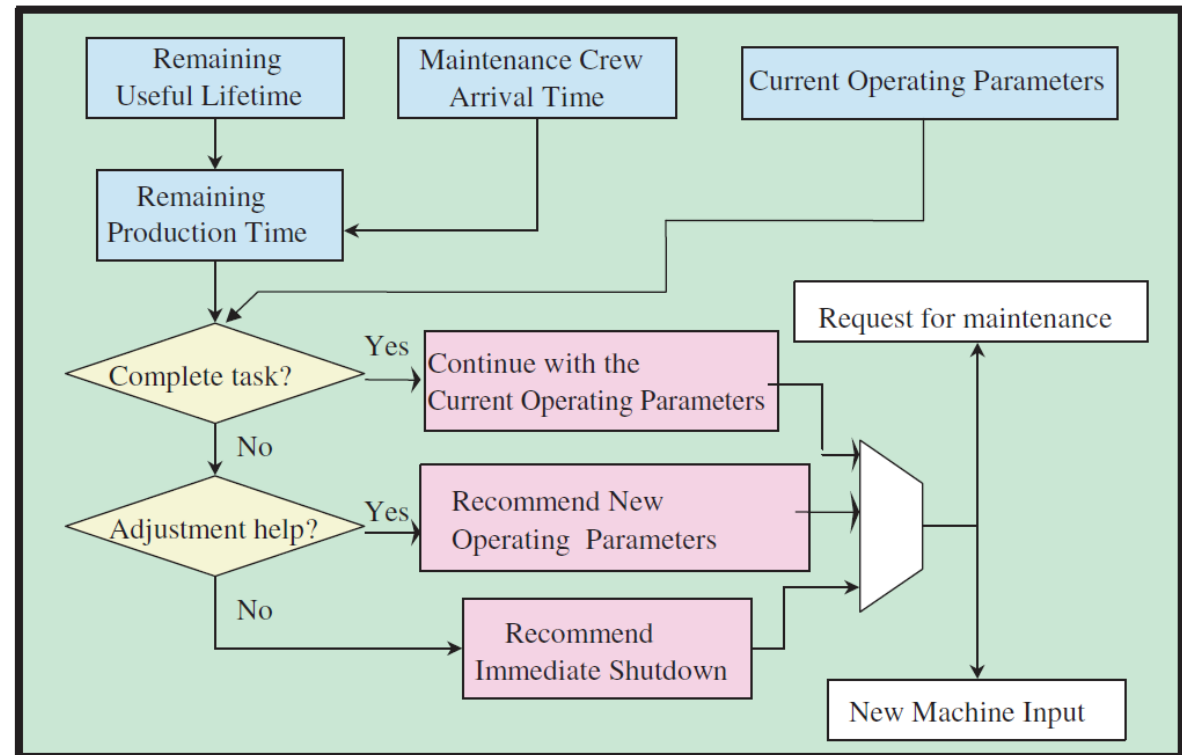 Remaining
Useful Lifetime
Maintenance Crew
Arrival Time
Current Operating Parameters
Remaining
Production Time
Request for maintenance
Complete task?
Yes
Continue with the
Current Operating Parameters
No
Adjustment help?
Yes
Recommend New
Operating Parameters
No
Recommend
Immediate Shutdown
New Machine Input